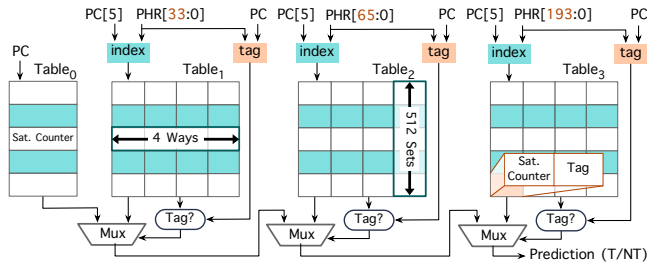 PC[5] PHR[33:0] PC
PC[5] PHR[65:0] PC
PC[5] PHR[193:0] PC
PC
index
tag
index
tag
index
tag
Table0
Table1
Table2
Table3
Sat. Counter
4 Ways
512 Sets
Sat.
Counter
Tag
Tag?
Tag?
Tag?
Mux
Mux
Mux
Prediction (T/NT)